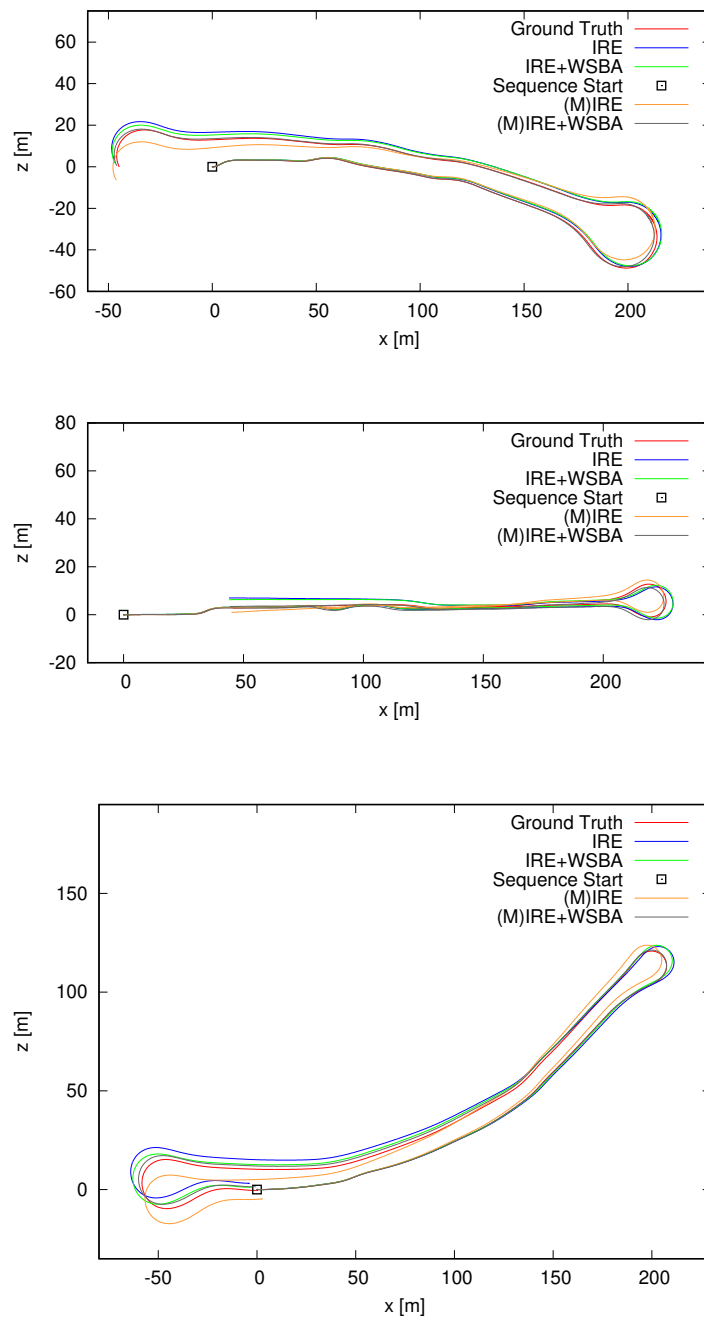 60
40
20
0
-20
-40
-60
z [m]
Ground Truth
IRE
IRE+WSBA
Sequence Start
(M)IRE
(M)IRE+WSBA
-50 0 50 100 150 200
x [m]
80
60
40
20
0
-20
z [m]
Ground Truth
IRE
IRE+WSBA
Sequence Start
(M)IRE
(M)IRE+WSBA
0 50 100 150 200
x [m]
150
100
50
0
z [m]
Ground Truth
IRE
IRE+WSBA
Sequence Start
(M)IRE
(M)IRE+WSBA
-50 0 50 100 150 200
x [m]